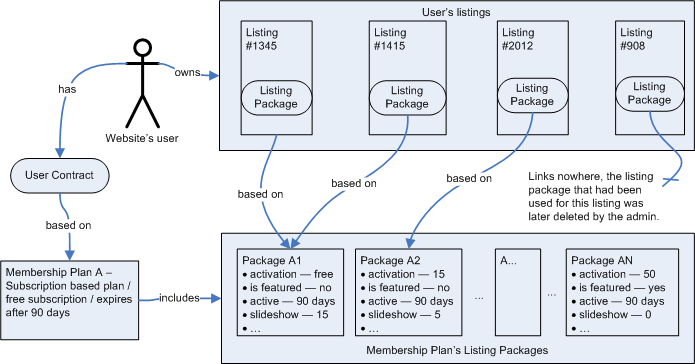 User's listings
Listing
#1345
Listing
Package
Listing
#1415
Listing
Package
Listing
#2012
Listing
Package
Listing
#908
Listing
Package
owns
has
Website's user
User Contract
based on
based on
based on
based on
Links nowhere, the listing
package that had been
used for this listing was
later deleted by the admin.
Membership Plan A –
Subscription based plan /
free subscription / expires
after 90 days
includes
Package A1
• activation — free
• is featured — no
• active — 90 days
• slideshow — 15
• ...
Package A2
• activation — 15
• is featured — no
• active — 90 days
• slideshow — 5
• ...
...
A...
...
Package AN
• activation — 50
• is featured — yes
• active — 90 days
• slideshow — 0
• ...
Membership Plan's Listing Packages